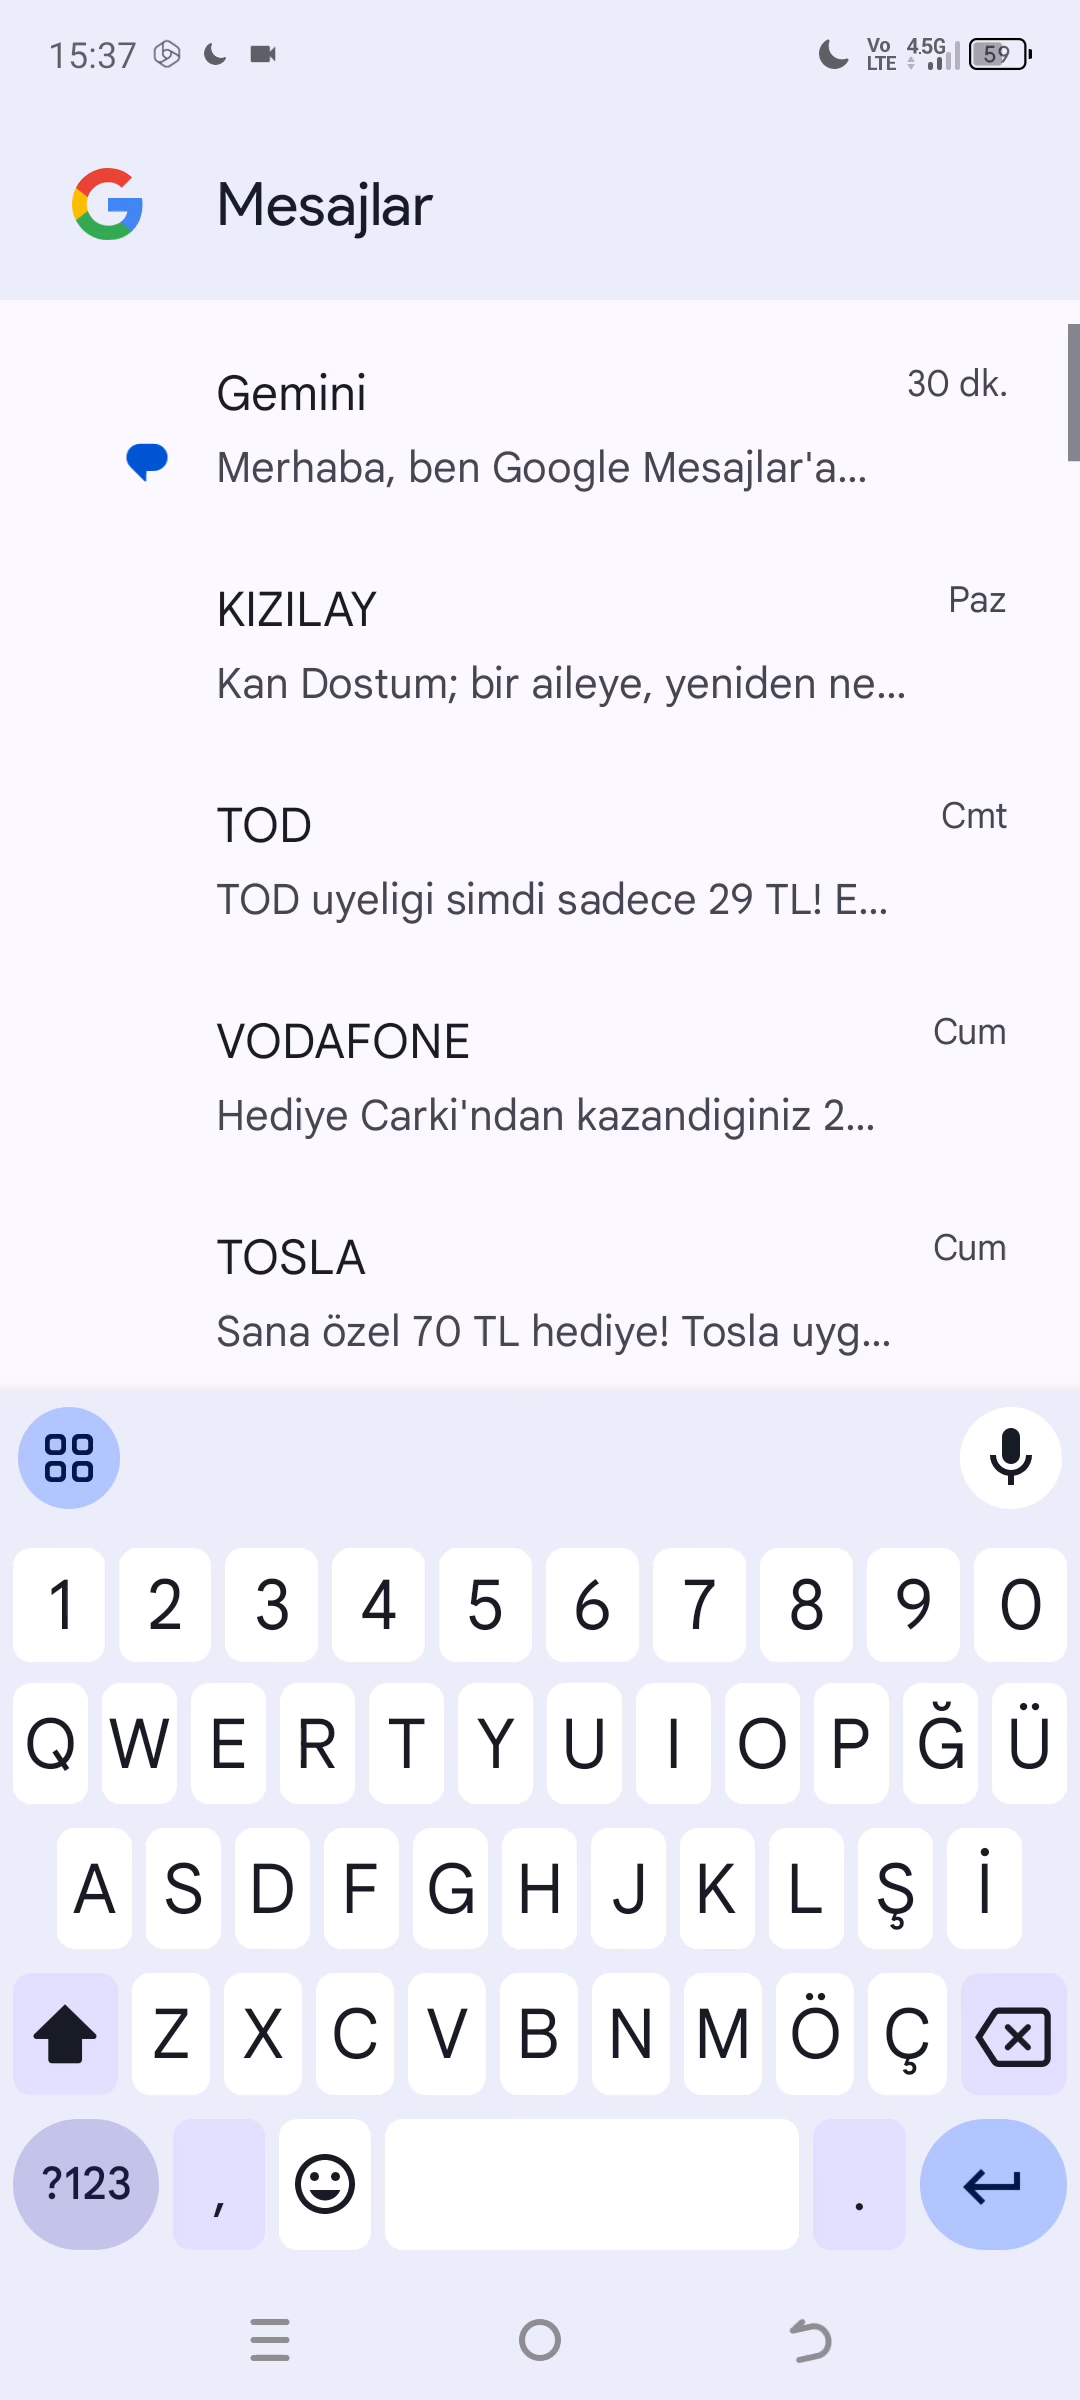 15:37
Vo LTE 4.5G 59
Mesajlar
Gemini 30 dk.
Merhaba, ben Google Mesajlar'a...
KIZILAY Paz
Kan Dostum; bir aileye, yeniden ne...
TOD Cmt
TOD uyeligi simdi sadece 29 TL! E...
VODAFONE Cum
Hediye Carki'ndan kazandiginiz 2...
TOSLA Cum
Sana özel 70 TL hediye! Tosla uyg...
1 2 3 4 5 6 7 8 9 0
Q W E R T Y U I O P Ğ Ü
A S D F G H J K L Ş İ
Z X C V B N M Ö Ç
?123 , .